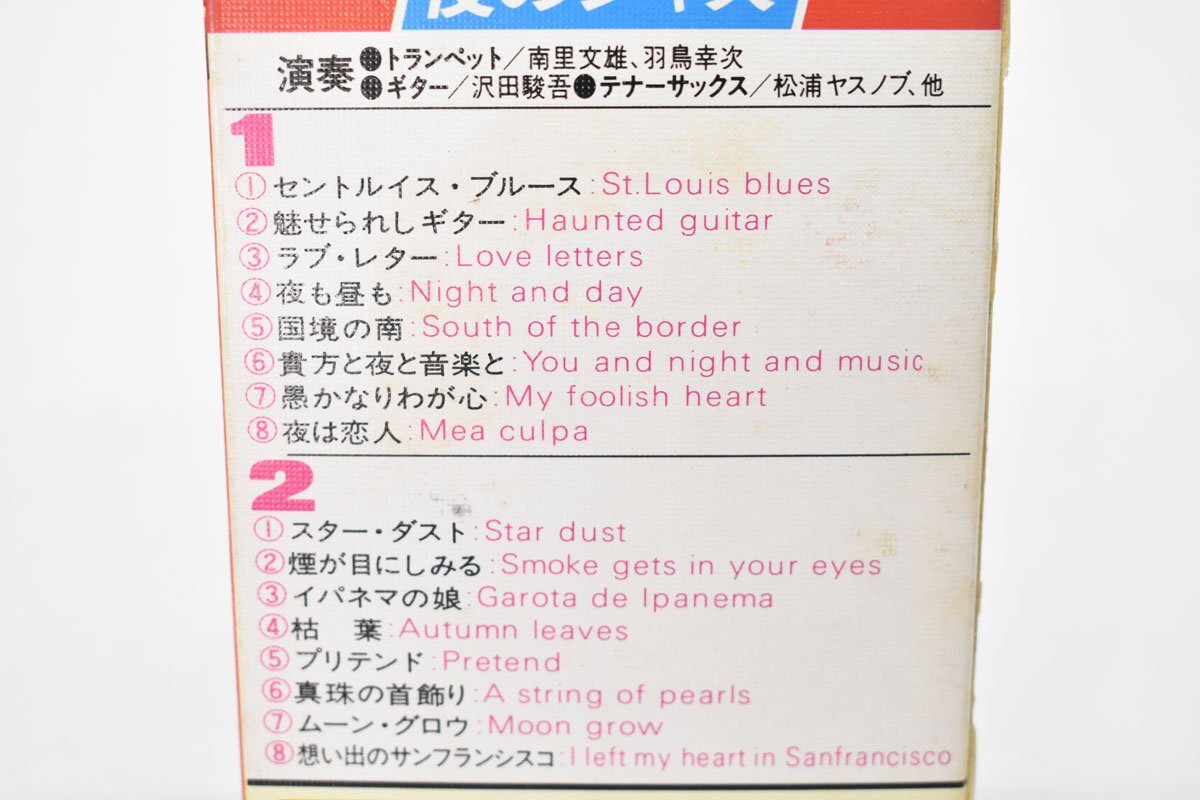 夜のジャズ
演奏 ●トランペット／南里文雄、羽鳥幸次
●ギター／沢田駿吾●テナーサックス／松浦ヤスノブ、他
1
①セントルイス・ブルース:St.Louis blues
②魅せられしギター:Haunted guitar
③ラブ・レター:Love letters
④夜も昼も:Night and day
⑤国境の南:South of the border
⑥貴方と夜と音楽と:You and night and music
⑦愚かなりわが心:My foolish heart
⑧夜は恋人:Mea culpa
2
①スター・ダスト:Star dust
②煙が目にしみる:Smoke gets in your eyes
③イパネマの娘:Garota de Ipanema
④枯　葉:Autumn leaves
⑤プリテンド:Pretend
⑥真珠の首飾り:A string of pearls
⑦ムーン・グロウ:Moon grow
⑧想い出のサンフランシスコ:I left my heart in Sanfrancisco